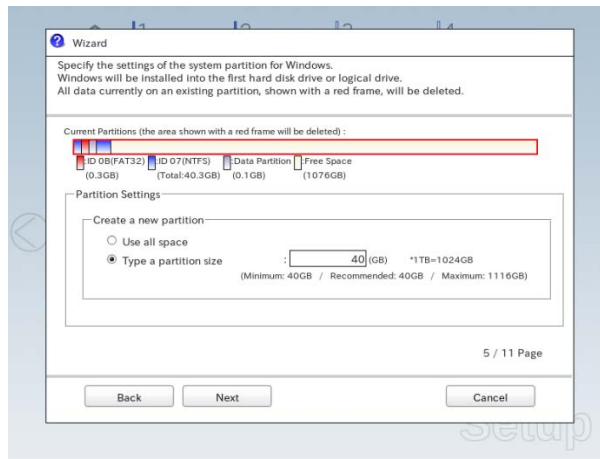 1 2 3 4
Wizard
Specify the settings of the system partition for Windows.
Windows will be installed into the first hard disk drive or logical drive.
All data currently on an existing partition, shown with a red frame, will be deleted.
Current Partitions (the area shown with a red frame will be deleted) :
:ID 0B(FAT32) :ID 07(NTFS) :Data Partition :Free Space
(0.3GB) (Total:40.3GB) (0.1GB) (1076GB)
Partition Settings
Create a new partition
Use all space
Type a partition size : 40 (GB) *1TB=1024GB
(Minimum: 40GB / Recommended: 40GB / Maximum: 1116GB)
5 / 11 Page
Back Next Cancel
Setup